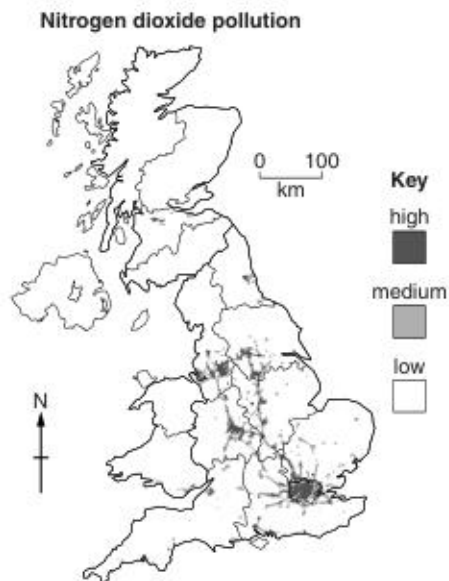 Nitrogen dioxide pollution
0 100
km
Key
high
medium
low
N